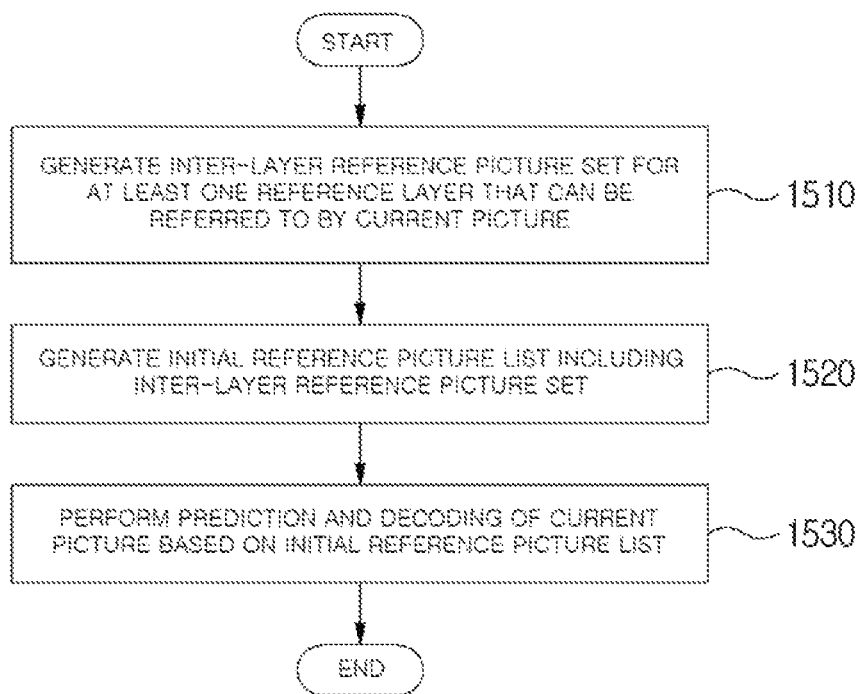 START
GENERATE INTER-LAYER REFERENCE PICTURE SET FOR
AT LEAST ONE REFERENCE LAYER THAT CAN BE
REFERRED TO BY CURRENT PICTURE
1510
GENERATE INITIAL REFERENCE PICTURE LIST INCLUDING
INTER-LAYER REFERENCE PICTURE SET
1520
PERFORM PREDICTION AND DECODING OF CURRENT
PICTURE BASED ON INITIAL REFERENCE PICTURE LIST
1530
END